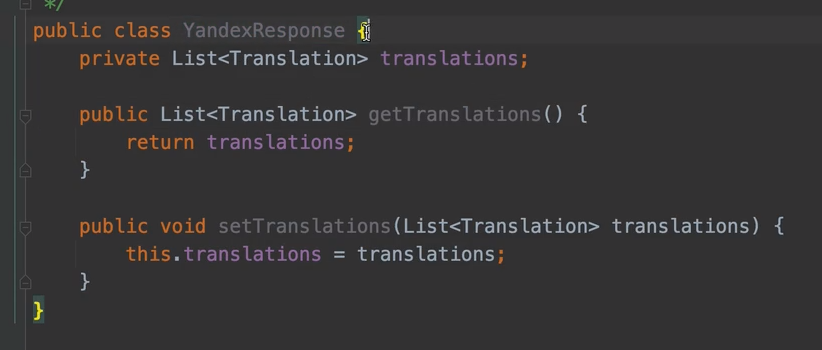 */
public class YandexResponse {
private List<Translation> translations;
public List<Translation> getTranslations() {
return translations;
}
public void setTranslations(List<Translation> translations) {
this.translations = translations;
}
}